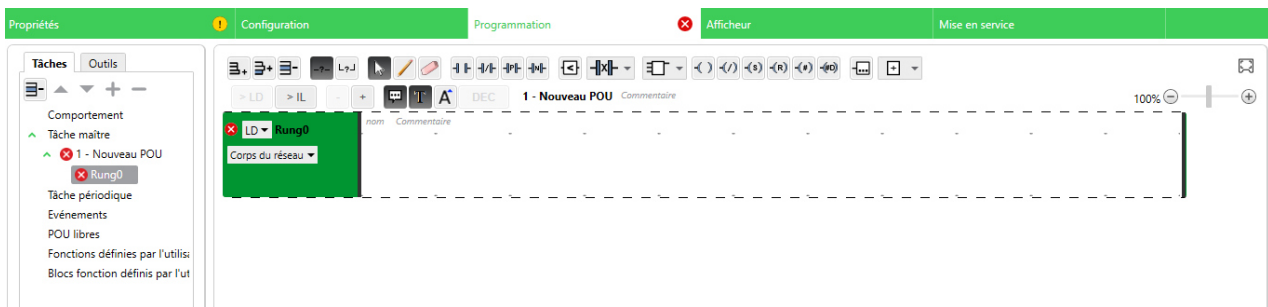 Propriétés Configuration Programmation Afficheur Mise en service
Tâches Outils
> LD > IL - + T A DEC 1 - Nouveau POU Commentaire 100%
Comportement
Tâche maître
1 - Nouveau POU
Rung0
Tâche périodique
Evénements
POU libres
Fonctions définies par l'utilis
Blocs fonction définis par l'ut
LD Rung0 nom Commentaire
Corps du réseau